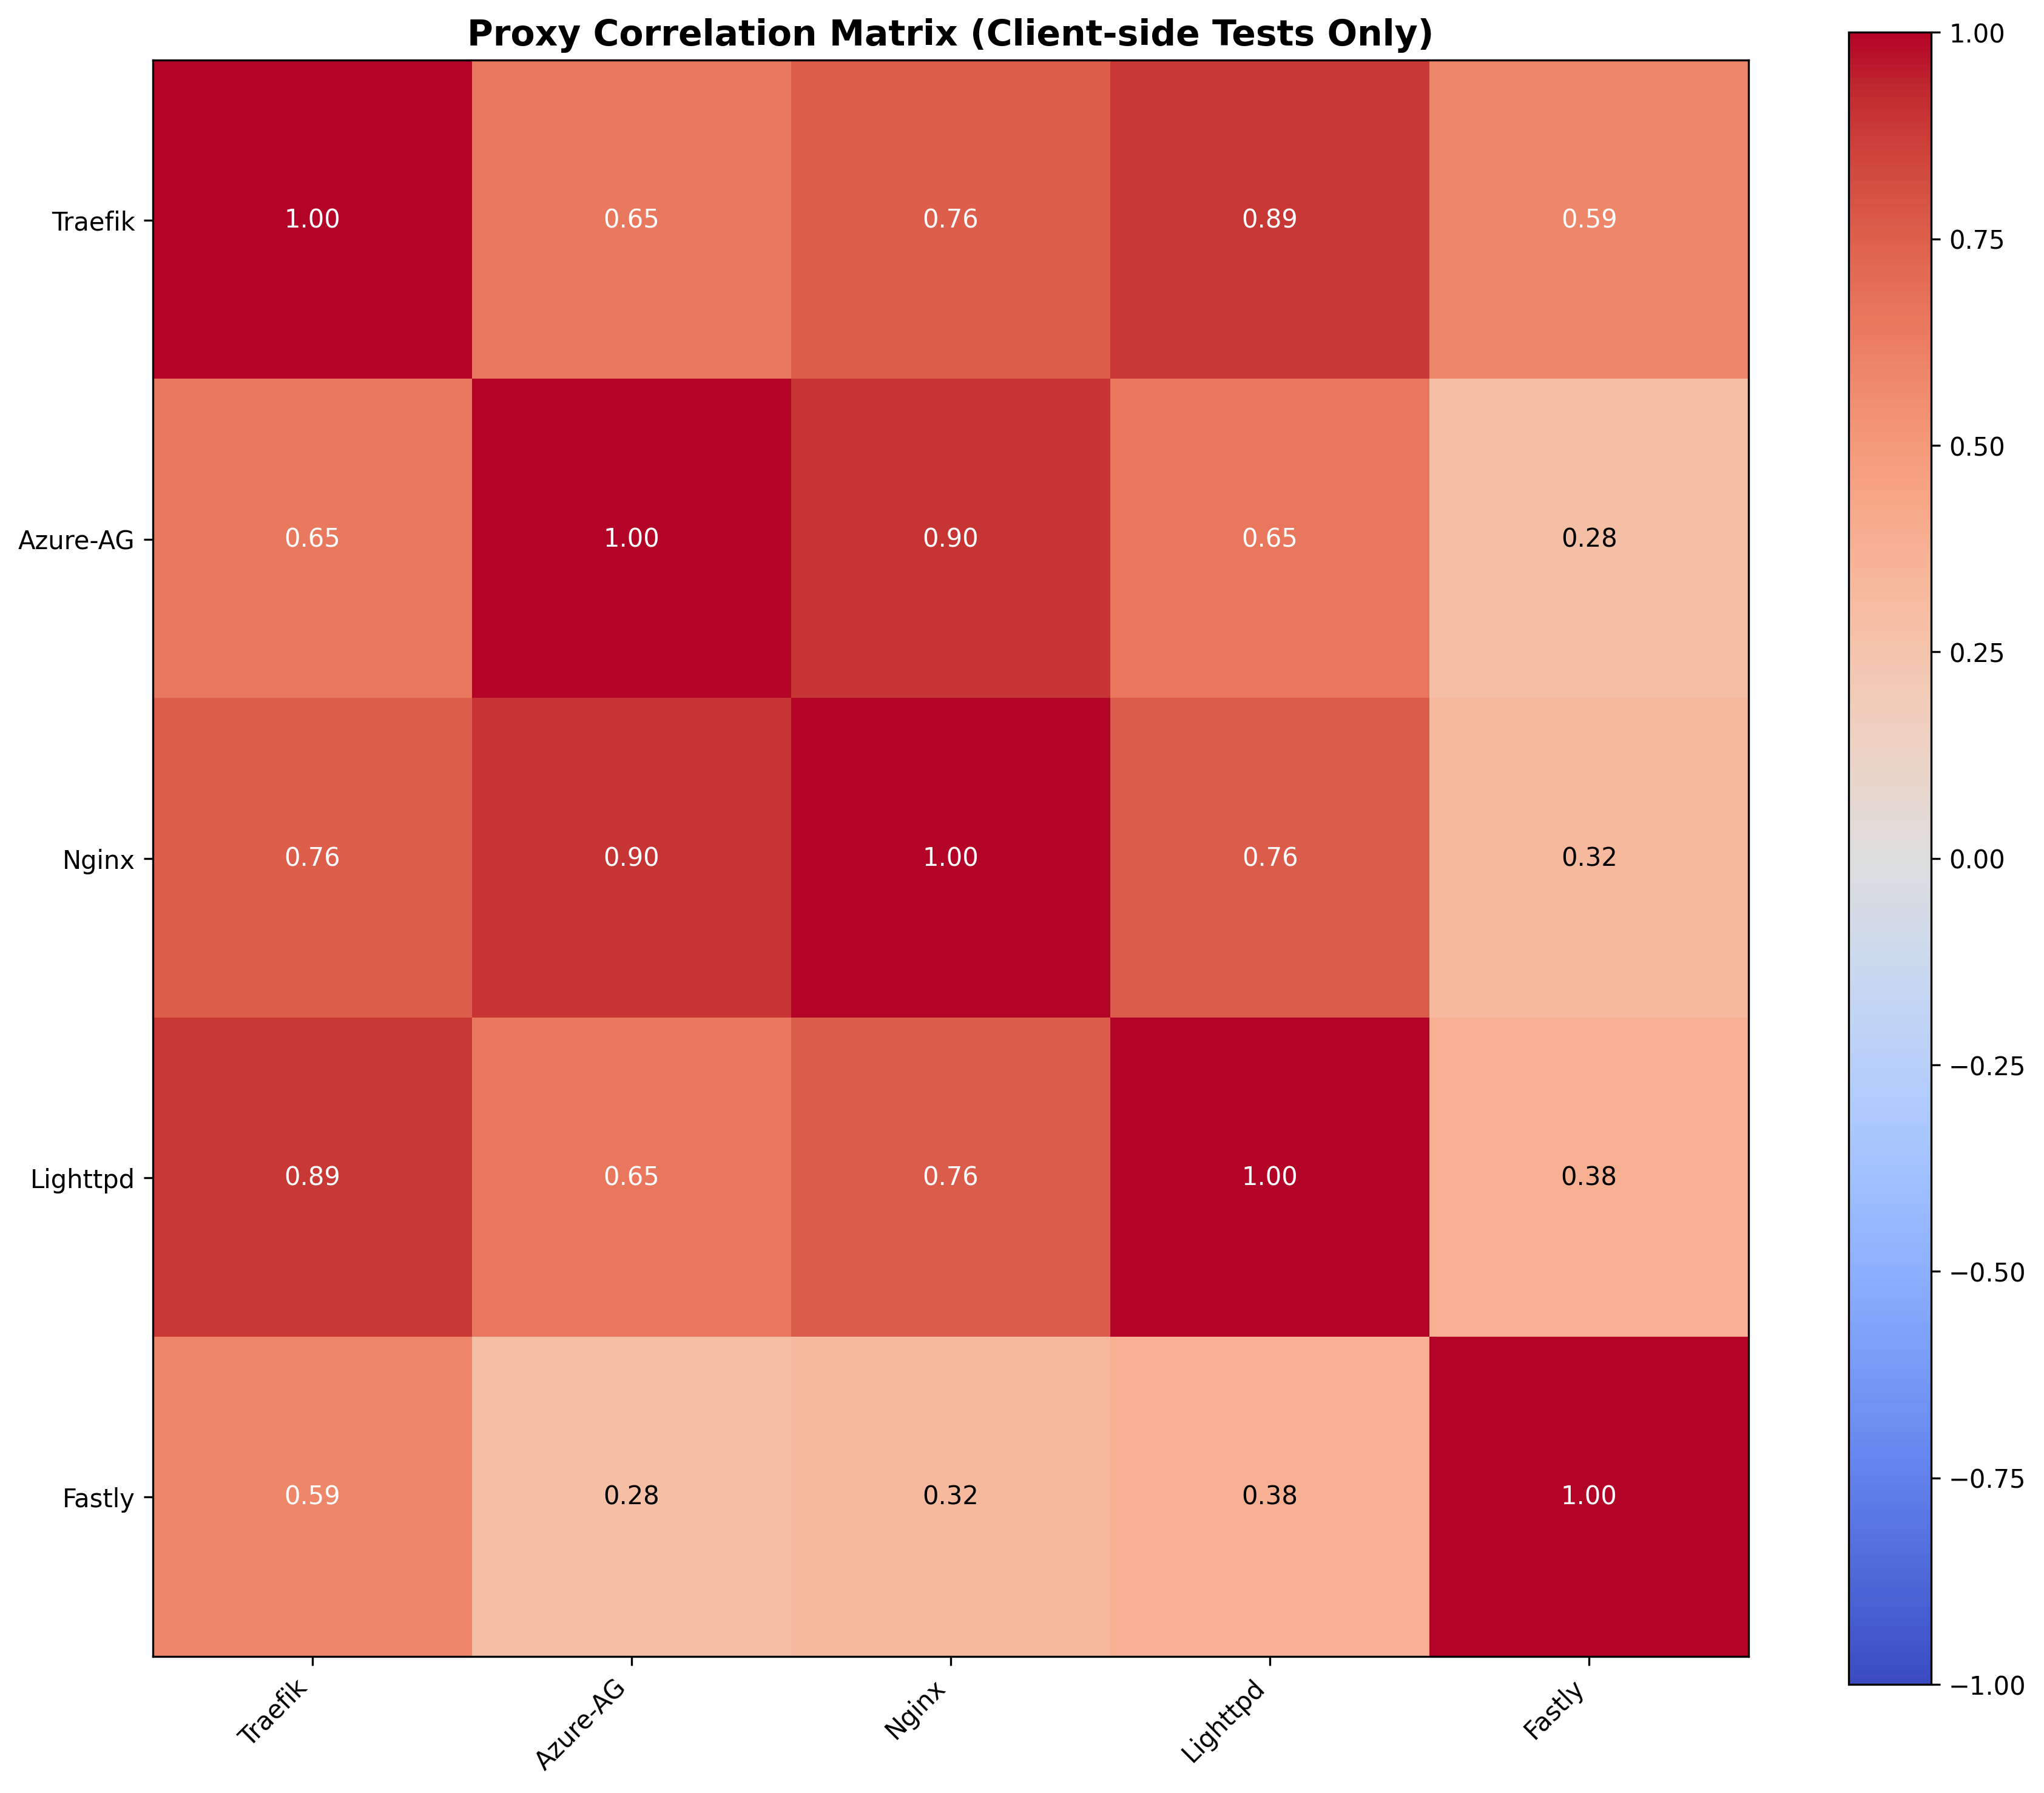 Proxy Correlation Matrix (Client-side Tests Only)
Traefik 1.00 0.65 0.76 0.89 0.59
Azure-AG 0.65 1.00 0.90 0.65 0.28
Nginx 0.76 0.90 1.00 0.76 0.32
Lighttpd 0.89 0.65 0.76 1.00 0.38
Fastly 0.59 0.28 0.32 0.38 1.00
Traefik Azure-AG Nginx Lighttpd Fastly
1.00
0.75
0.50
0.25
0.00
−0.25
−0.50
−0.75
−1.00